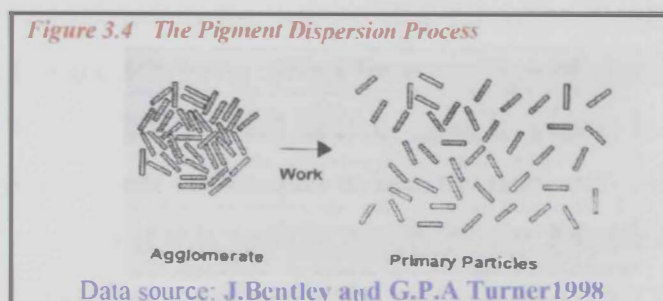 Figure 3.4 The Pigment Dispersion Process
Work
Agglomerate Primary Particles
Data source: J.Bentley and G.P.A Turner1998